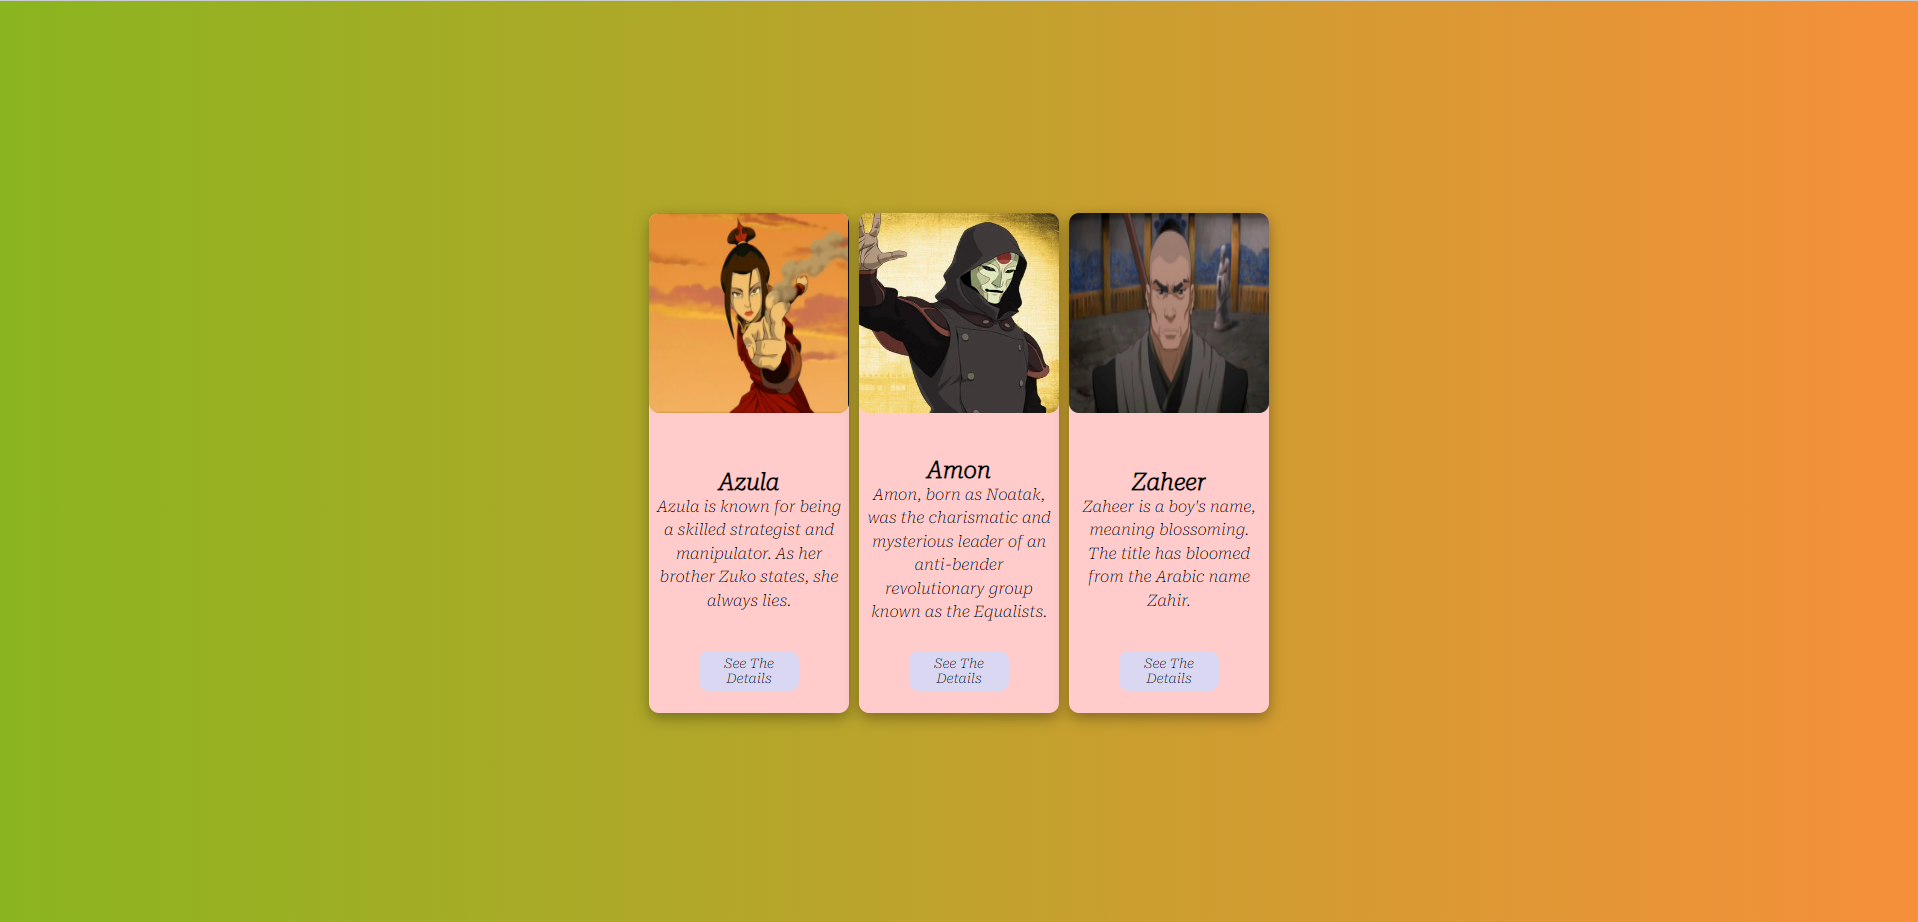 Azula
Azula is known for being
a skilled strategist and
manipulator. As her
brother Zuko states, she
always lies.
See The
Details
Amon
Amon, born as Noatak,
was the charismatic and
mysterious leader of an
anti-bender
revolutionary group
known as the Equalists.
See The
Details
Zaheer
Zaheer is a boy's name,
meaning blossoming.
The title has bloomed
from the Arabic name
Zahir.
See The
Details